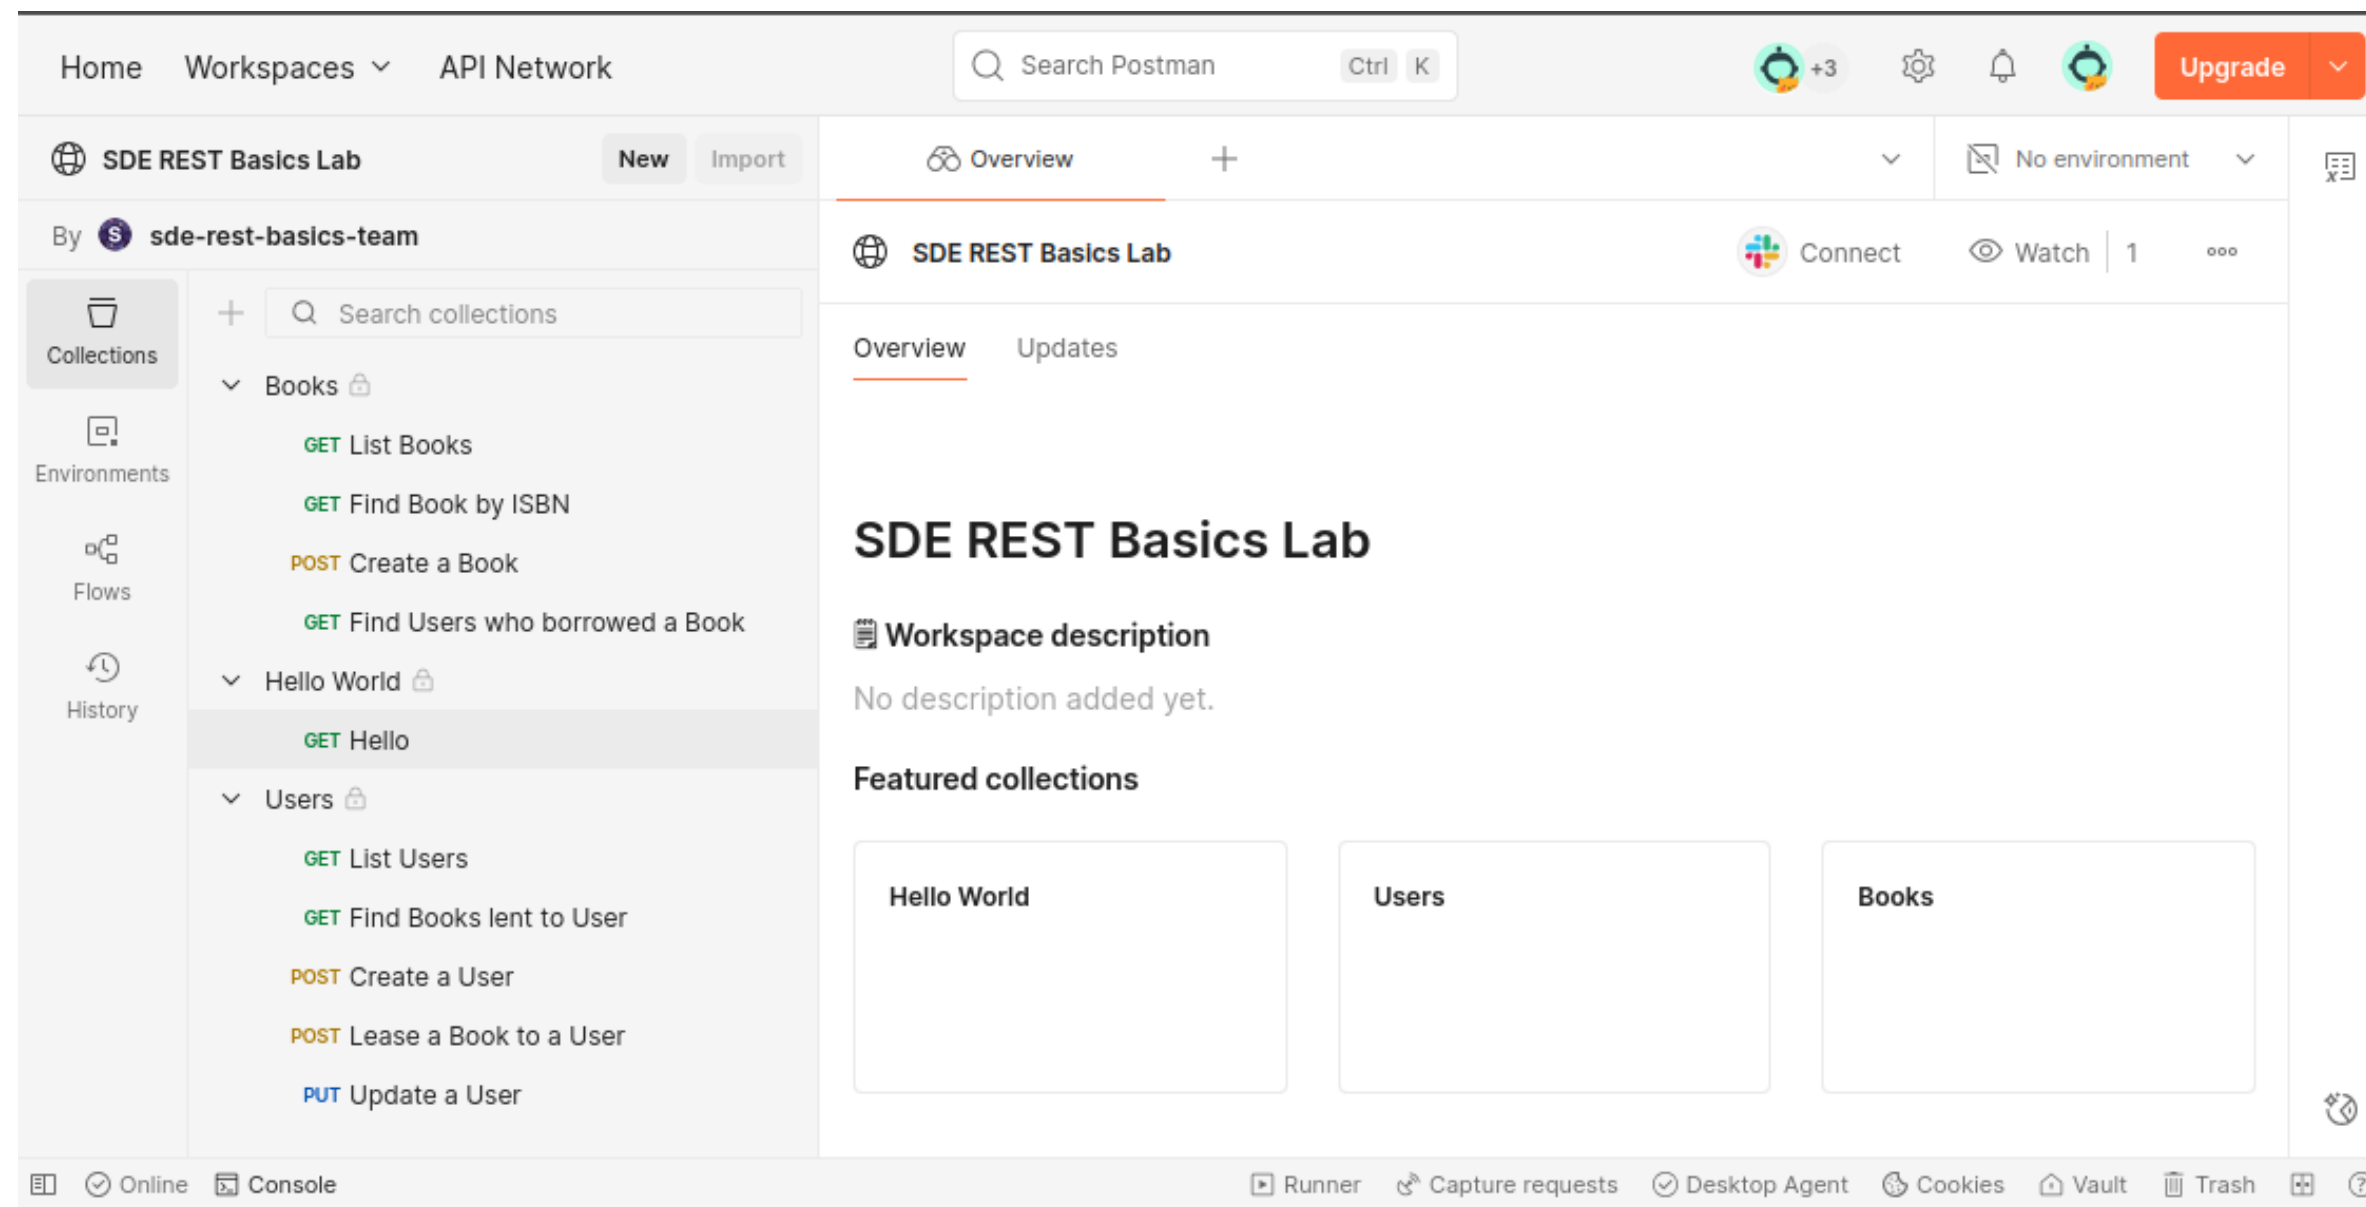 Home Workspaces API Network Search Postman Ctrl K +3 Upgrade
SDE REST Basics Lab New Import
By S sde-rest-basics-team
Collections
Environments
Flows
History
Search collections
Books
GET List Books
GET Find Book by ISBN
POST Create a Book
GET Find Users who borrowed a Book
Hello World
GET Hello
Users
GET List Users
GET Find Books lent to User
POST Create a User
POST Lease a Book to a User
PUT Update a User
Overview No environment
SDE REST Basics Lab Connect Watch 1
Overview Updates
SDE REST Basics Lab
Workspace description
No description added yet.
Featured collections
Hello World Users Books
Online Console Runner Capture requests Desktop Agent Cookies Vault Trash